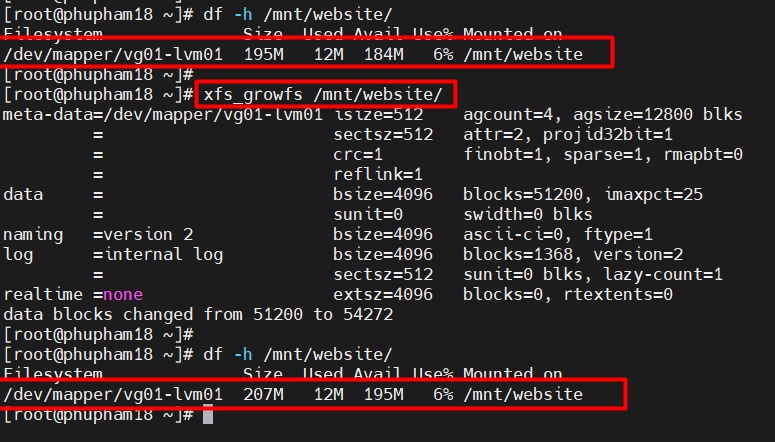 [root@phupham18 ~]# df -h /mnt/website/
Filesystem              Size  Used Avail Use% Mounted on
/dev/mapper/vg01-lvm01  195M   12M  184M   6% /mnt/website
[root@phupham18 ~]#
[root@phupham18 ~]# xfs_growfs /mnt/website/
meta-data=/dev/mapper/vg01-lvm01 isize=512    agcount=4, agsize=12800 blks
         =                       sectsz=512   attr=2, projid32bit=1
         =                       crc=1        finobt=1, sparse=1, rmapbt=0
         =                       reflink=1
data     =                       bsize=4096   blocks=51200, imaxpct=25
         =                       sunit=0      swidth=0 blks
naming   =version 2              bsize=4096   ascii-ci=0, ftype=1
log      =internal log           bsize=4096   blocks=1368, version=2
         =                       sectsz=512   sunit=0 blks, lazy-count=1
realtime =none                   extsz=4096   blocks=0, rtextents=0
data blocks changed from 51200 to 54272
[root@phupham18 ~]#
[root@phupham18 ~]# df -h /mnt/website/
Filesystem              Size  Used Avail Use% Mounted on
/dev/mapper/vg01-lvm01  207M   12M  195M   6% /mnt/website
[root@phupham18 ~]#